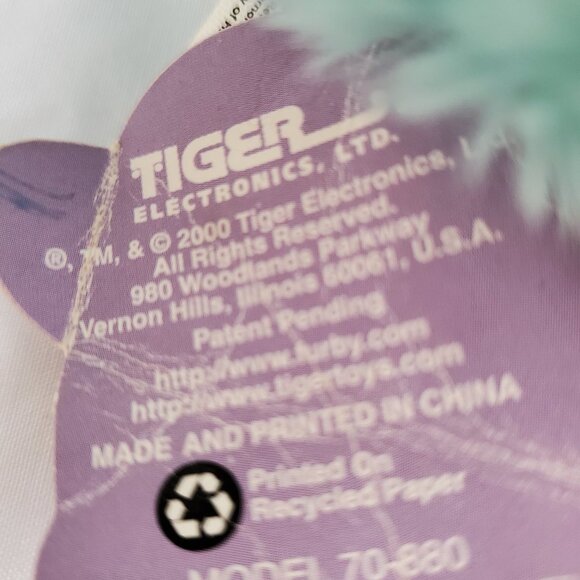 TIGER
ELECTRONICS, LTD.
®, TM, & © 2000 Tiger Electronics,
All Rights Reserved.
980 Woodlands Parkway
Vernon Hills, Illinois 60061, U.S.A.
Patent Pending
http://www.furby.com
http://www.tigertoys.com
MADE AND PRINTED IN CHINA
Printed On
Recycled Paper
MODEL 70-880